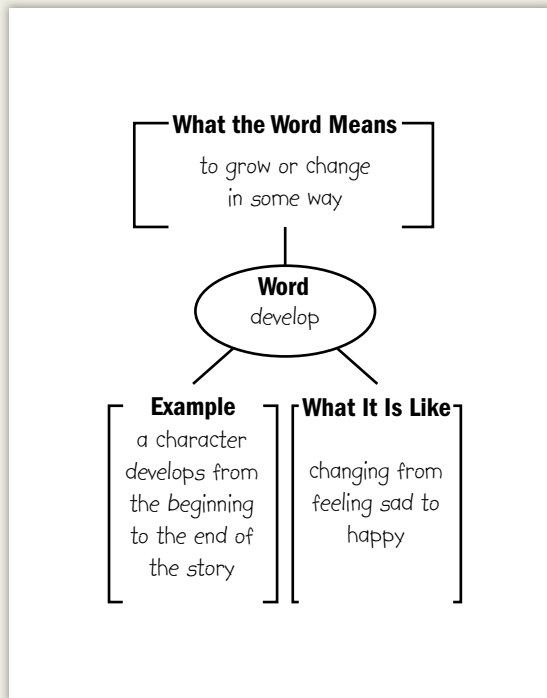 What the Word Means
to grow or change
in some way
Word
develop
Example
a character
develops from
the beginning
to the end of
the story
What It Is Like
changing from
feeling sad to
happy